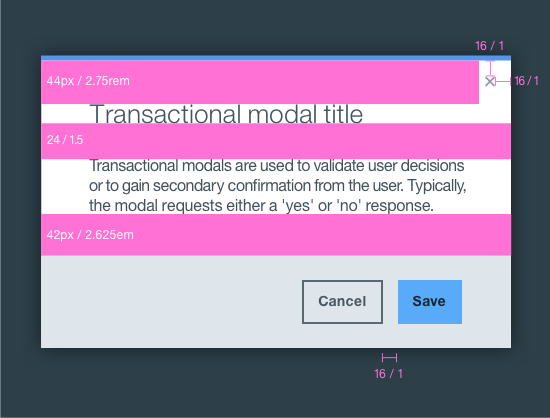 16 / 1
44px / 2.75rem
16 / 1
Transactional modal title
24 / 1.5
Transactional modals are used to validate user decisions
or to gain secondary confirmation from the user. Typically,
the modal requests either a 'yes' or 'no' response.
42px / 2.625em
Cancel
Save
16 / 1